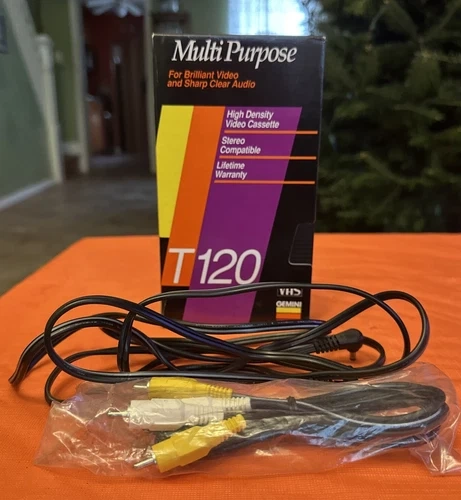 Multi Purpose
For Brilliant Video
and Sharp Clear Audio
High Density
Video Cassette
Stereo
Compatible
Lifetime
Warranty
T120
VHS
GEMINI